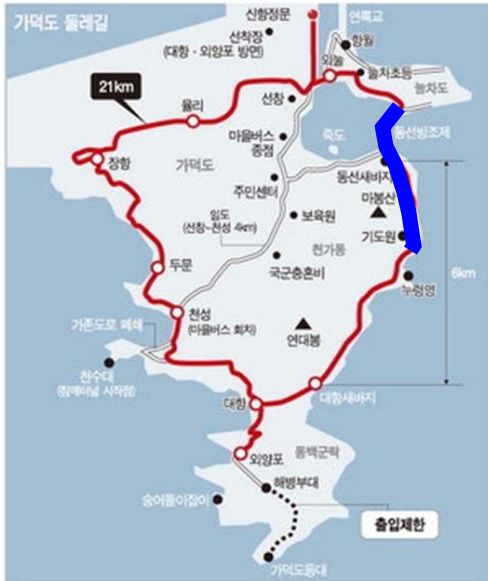 가덕도 둘레길
신항정문
선착장
(대항·외양포 방면)
연륙교
항월
외눌
눌차초등
눌차도
21km
선창
율리
마을버스
종점
죽도
동선방조제
장항
가덕도
동선새바지
주민센터
마봉산
임도
(선창~천성 4km)
보육원
천가동
기도원
국군충혼비
두문
누렁영
6km
천성
(마을버스 회차)
가존도로 폐쇄
연대봉
천수대
(침매터널 시작점)
대항
대항새바지
동백군락
외양포
해병부대
숭어들이잡이
출입제한
가덕도등대